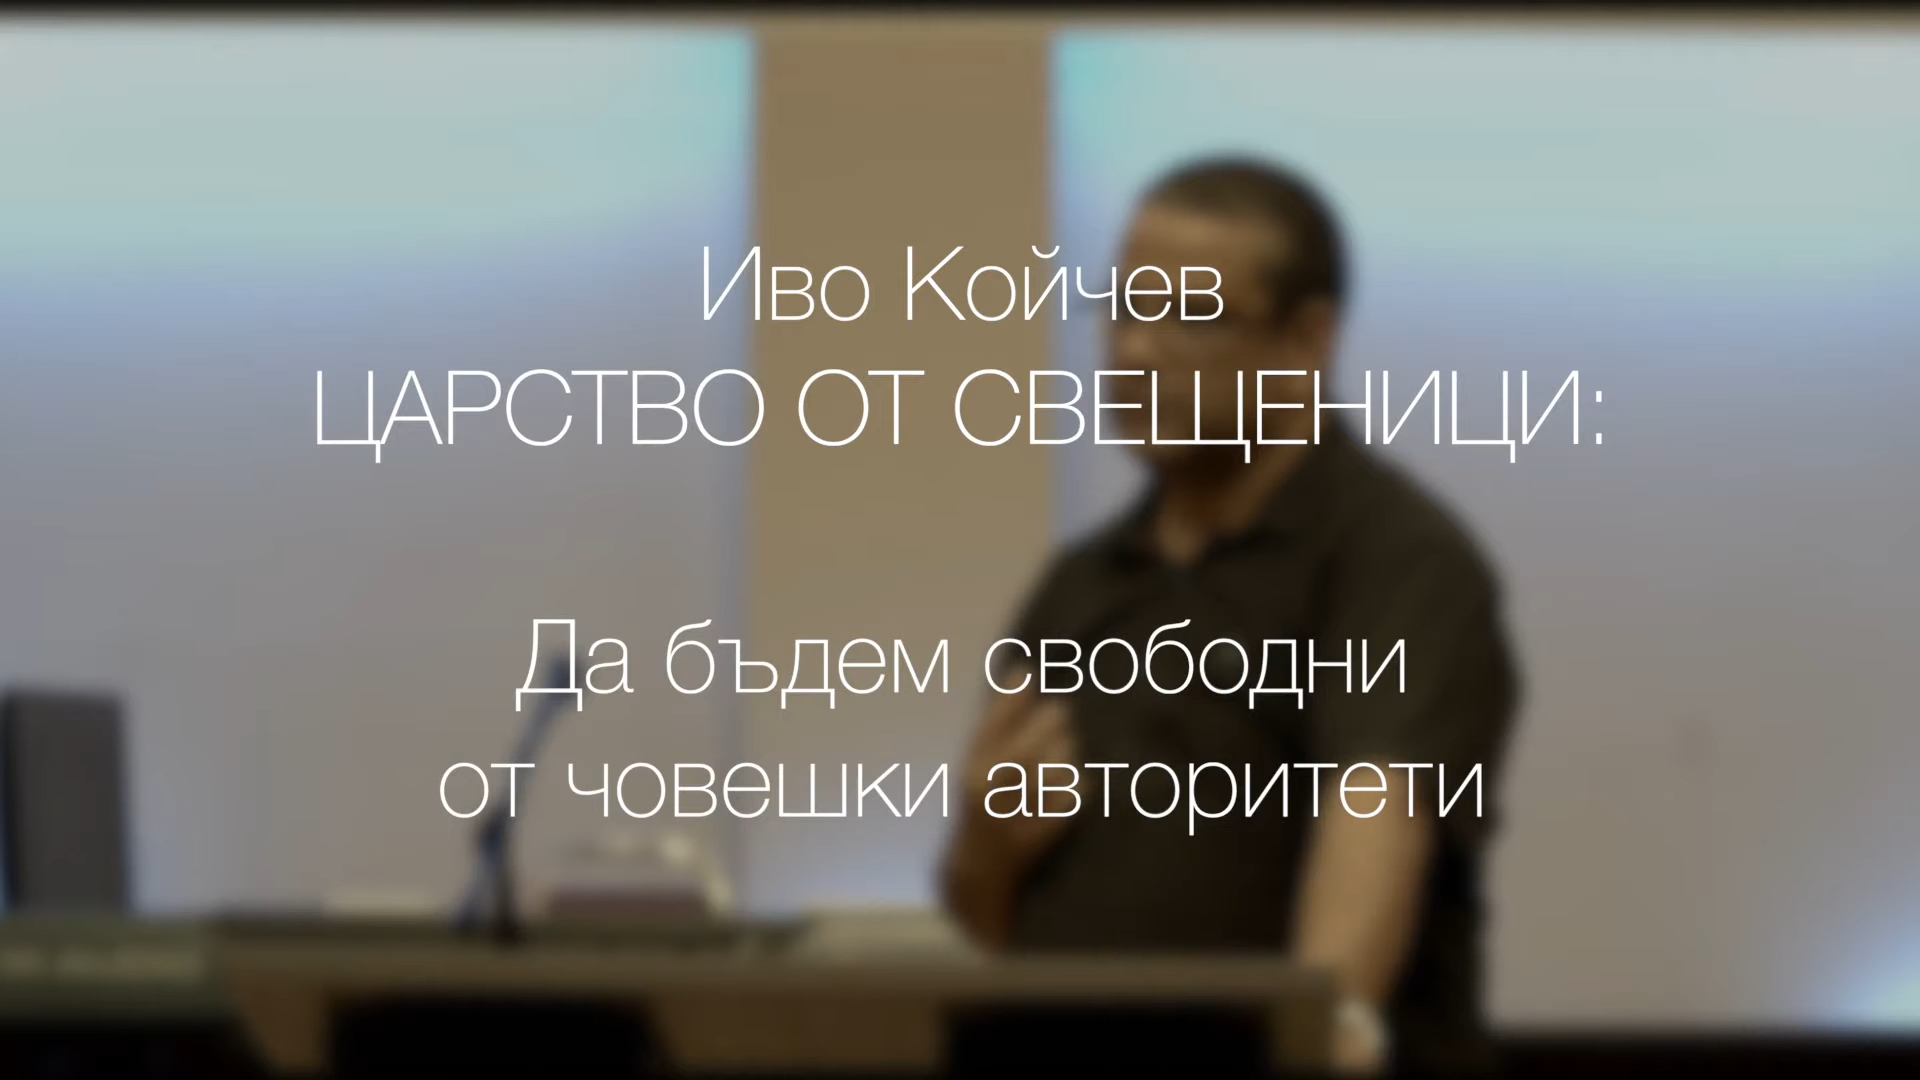 Иво Койчев
ЦАРСТВО ОТ СВЕЩЕНИЦИ:
Да бъдем свободни
от човешки авторитети